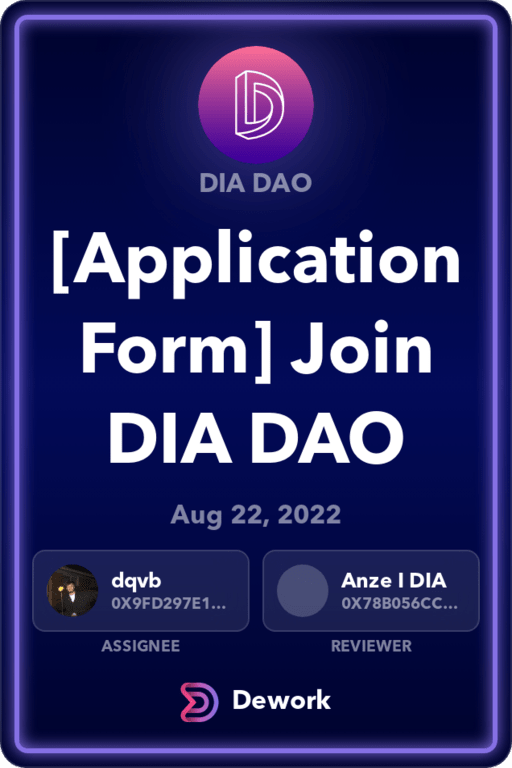 DIA DAO
[Application
Form] Join
DIA DAO
Aug 22, 2022
dqvb
0X9FD297E1...
ASSIGNEE
Anze I DIA
0X78B056CC...
REVIEWER
Dework